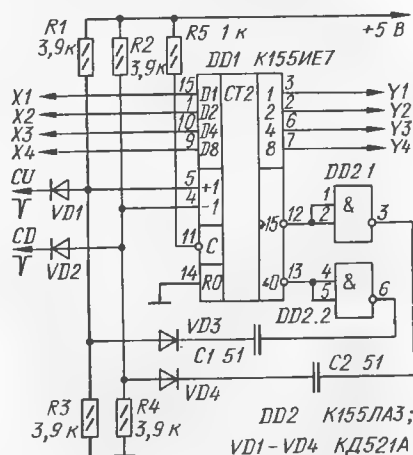 R1
3,9к
R2
3,9к
R5 1к
+5 В
DD1 К155ИЕ7
X1 15 D1 CT2 1 3 Y1
X2 1 D2 2 2 Y2
X3 10 D4 4 6 Y3
X4 9 D8 8 7 Y4
CU 5 +1
VD1 4 -1
CD 11 C
VD2
14 R0
>15 12
≤0 13
DD2.1
1 2 & 3
4 5 & 6
DD2.2
VD3
C1 51
VD4
C2 51
R3
3,9к
R4
3,9к
DD2 К155ЛА3;
VD1-VD4 КД521А